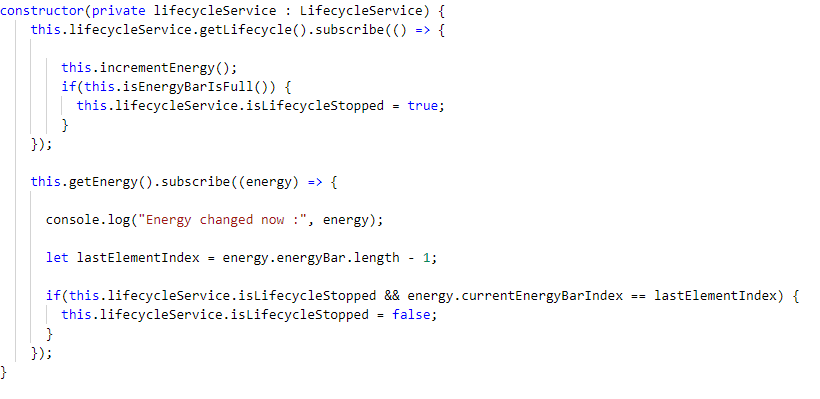 constructor(private lifecycleService : LifecycleService) {
this.lifecycleService.getLifecycle().subscribe(() => {
this.incrementEnergy();
if(this.isEnergyBarIsFull()) {
this.lifecycleService.isLifecycleStopped = true;
}
});
this.getEnergy().subscribe((energy) => {
console.log("Energy changed now :", energy);
let lastElementIndex = energy.energyBar.length - 1;
if(this.lifecycleService.isLifecycleStopped && energy.currentEnergyBarIndex == lastElementIndex) {
this.lifecycleService.isLifecycleStopped = false;
}
});
}